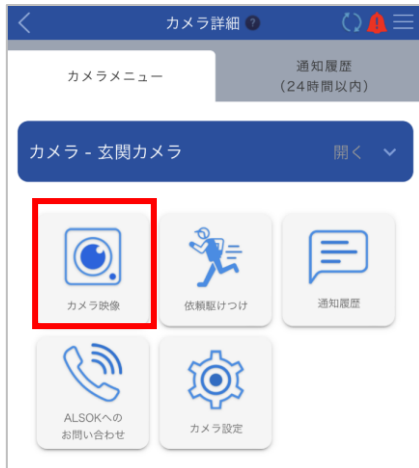 カメラ詳細 ?
カメラメニュー
通知履歴
(24時間以内)
カメラ - 玄関カメラ
開く
カメラ映像
依頼駆けつけ
通知履歴
ALSOKへの
お問い合わせ
カメラ設定